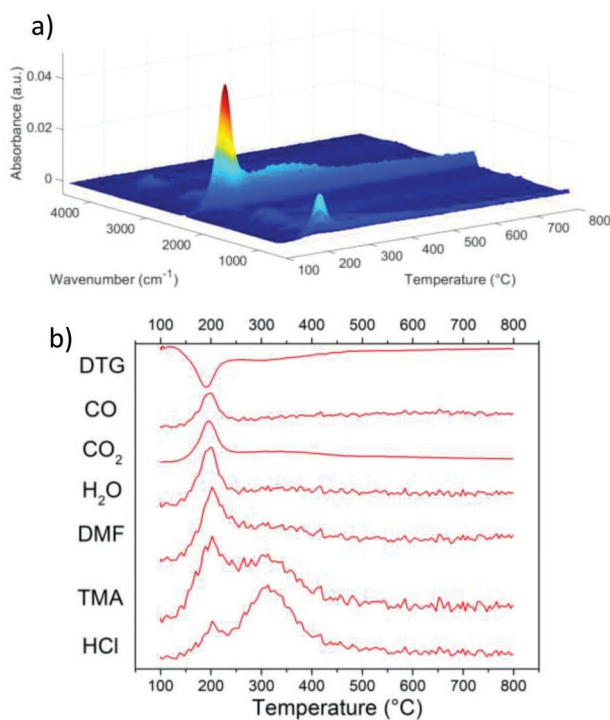 a)
Absorbance (a.u.)
0.04
0.02
0
4000
3000
2000
1000
Wavenumber (cm⁻¹)
100
200
300
400
500
600
700
800
Temperature (°C)
b)
100 200 300 400 500 600 700 800
DTG
CO
CO₂
H₂O
DMF
TMA
HCl
100 200 300 400 500 600 700 800
Temperature (°C)